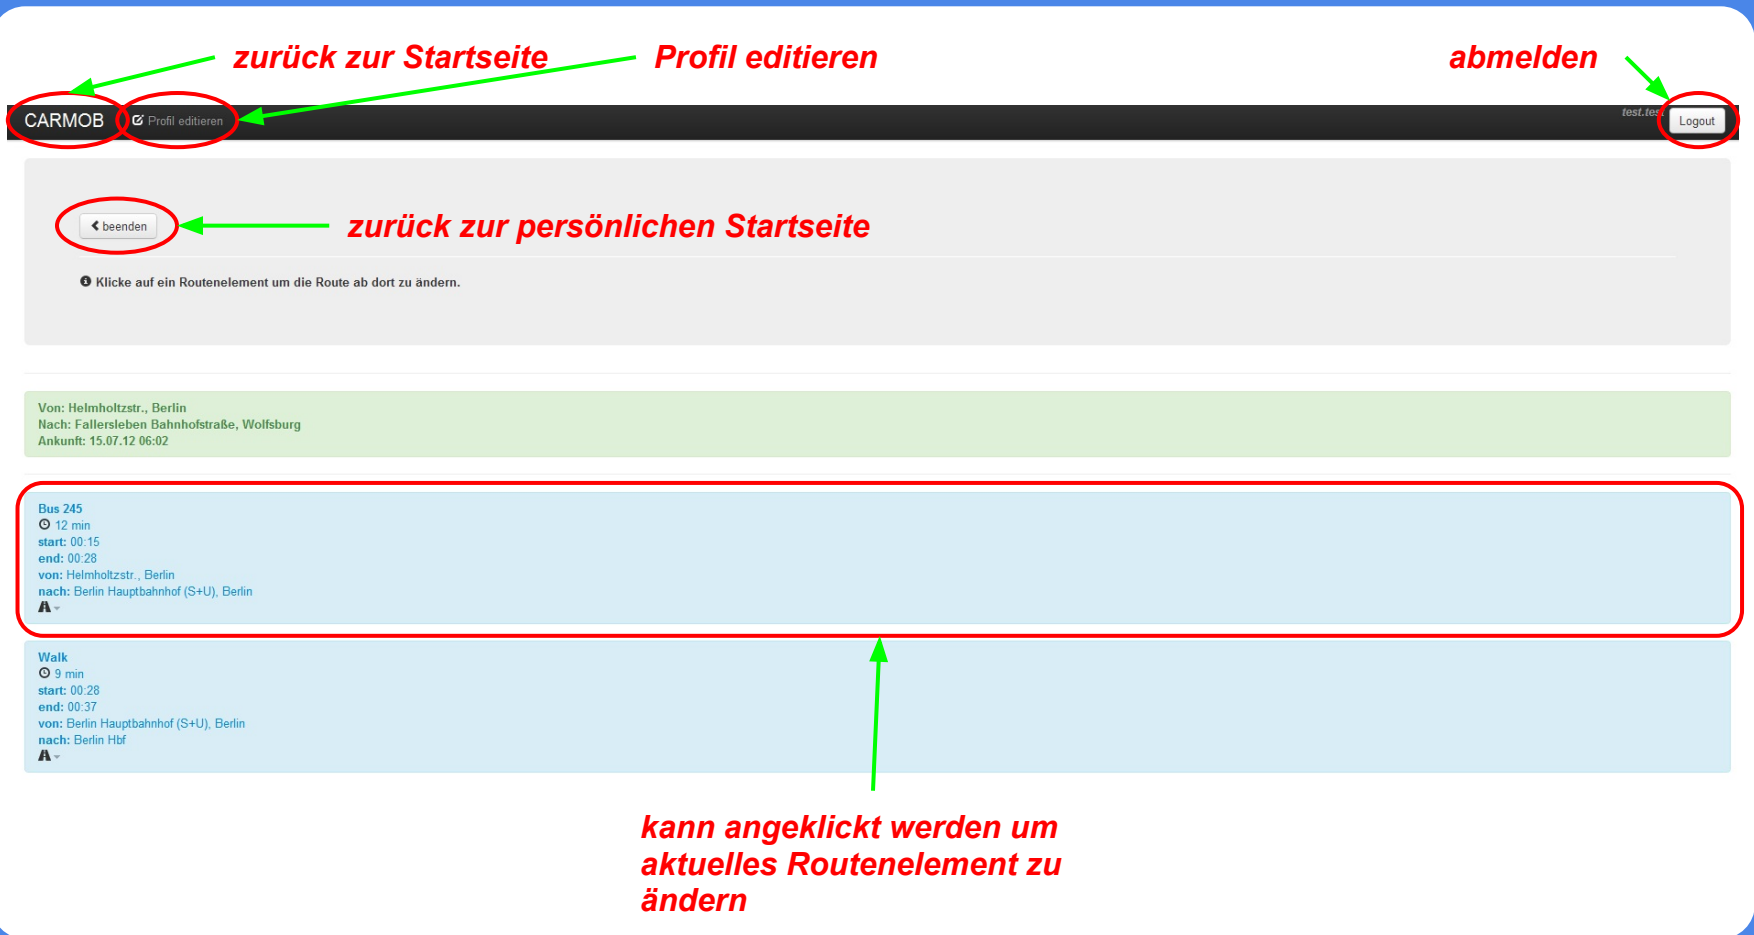 zurück zur Startseite
Profil editieren
abmelden
CARMOB
Profil editieren
test.test
Logout
beenden
zurück zur persönlichen Startseite
Klicke auf ein Routenelement um die Route ab dort zu ändern.
Von: Helmholtzstr., Berlin
Nach: Fallersleben Bahnhofstraße, Wolfsburg
Ankunft: 15.07.12 06:02
Bus 245
12 min
start: 00:15
end: 00:28
von: Helmholtzstr., Berlin
nach: Berlin Hauptbahnhof (S+U), Berlin
Walk
9 min
start: 00:28
end: 00:37
von: Berlin Hauptbahnhof (S+U), Berlin
nach: Berlin Hbf
kann angeklickt werden um
aktuelles Routenelement zu
ändern